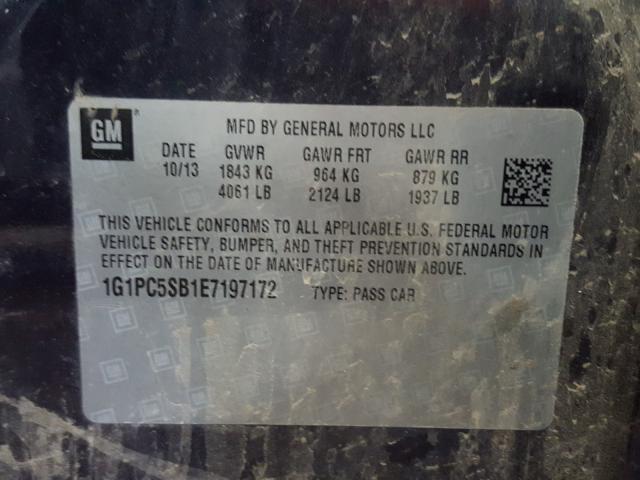 GM
MFD BY GENERAL MOTORS LLC
DATE GVWR GAWR FRT GAWR RR
10/13 1843 KG 964 KG 879 KG
4061 LB 2124 LB 1937 LB
THIS VEHICLE CONFORMS TO ALL APPLICABLE U.S. FEDERAL MOTOR
VEHICLE SAFETY, BUMPER, AND THEFT PREVENTION STANDARDS IN
EFFECT ON THE DATE OF MANUFACTURE SHOWN ABOVE.
1G1PC5SB1E7197172 TYPE: PASS CAR